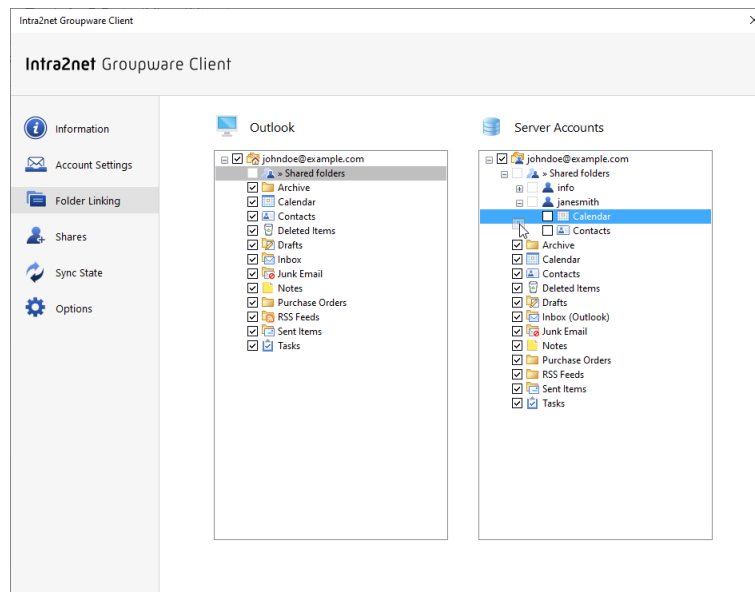 Intra2net Groupware Client
Intra2net Groupware Client
Information
Account Settings
Folder Linking
Shares
Sync State
Options
Outlook
johndoe@example.com
» Shared folders
Archive
Calendar
Contacts
Deleted Items
Drafts
Inbox
Junk Email
Notes
Purchase Orders
RSS Feeds
Sent Items
Tasks
Server Accounts
johndoe@example.com
» Shared folders
info
janesmith
Calendar
Contacts
Archive
Calendar
Contacts
Deleted Items
Drafts
Inbox (Outlook)
Junk Email
Notes
Purchase Orders
RSS Feeds
Sent Items
Tasks